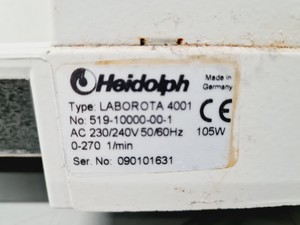 Heidolph
Made in
Germany
Type: LABOROTA 4001
No: 519-10000-00-1
AC 230/240V 50/60Hz
105W
0-270 1/min
Ser. No: 090101631
CE